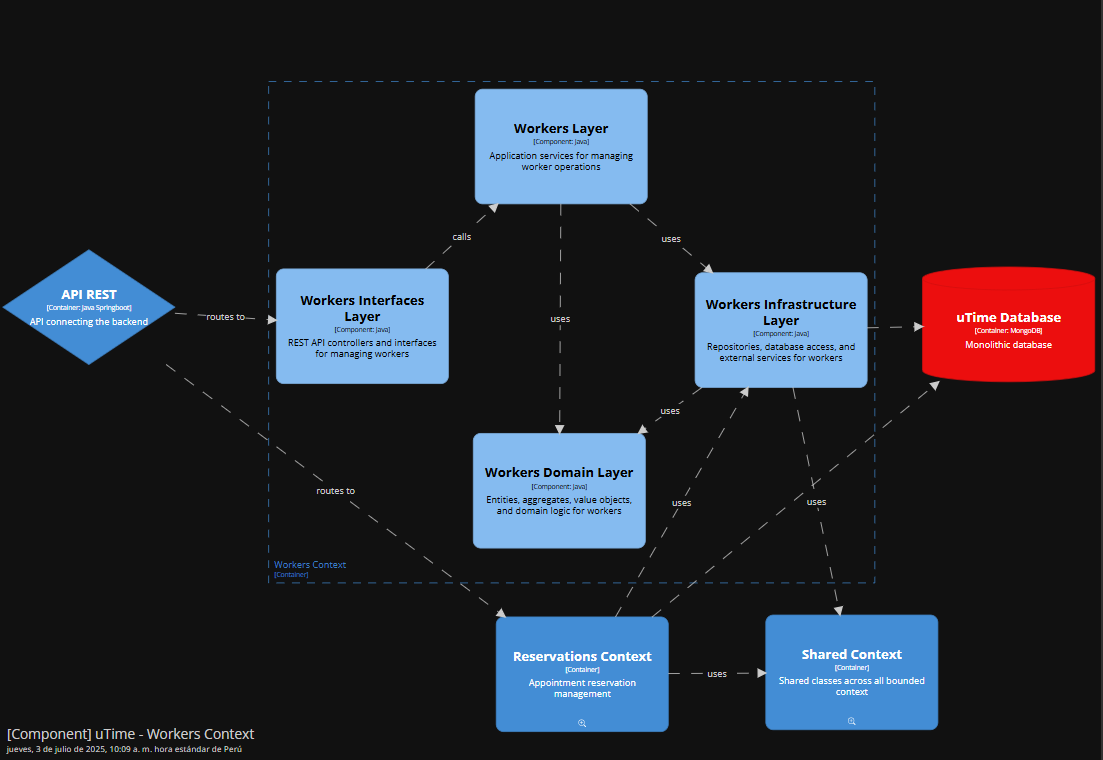 Workers Layer
[Component: Java]
Application services for managing
worker operations
calls
uses
API REST
[Container: Java Springboot]
API connecting the backend
routes to
Workers Interfaces
Layer
[Component: Java]
REST API controllers and interfaces
for managing workers
uses
Workers Infrastructure
Layer
[Component: Java]
Repositories, database access, and
external services for workers
uTime Database
[Container: MongoDB]
Monolithic database
uses
Workers Domain Layer
[Component: Java]
Entities, aggregates, value objects,
and domain logic for workers
routes to
uses
uses
Workers Context
[Container]
Reservations Context
[Container]
Appointment reservation
management
uses
Shared Context
[Container]
Shared classes across all bounded
context
[Component] uTime - Workers Context
jueves, 3 de julio de 2025, 10:09 a. m. hora estándar de Perú